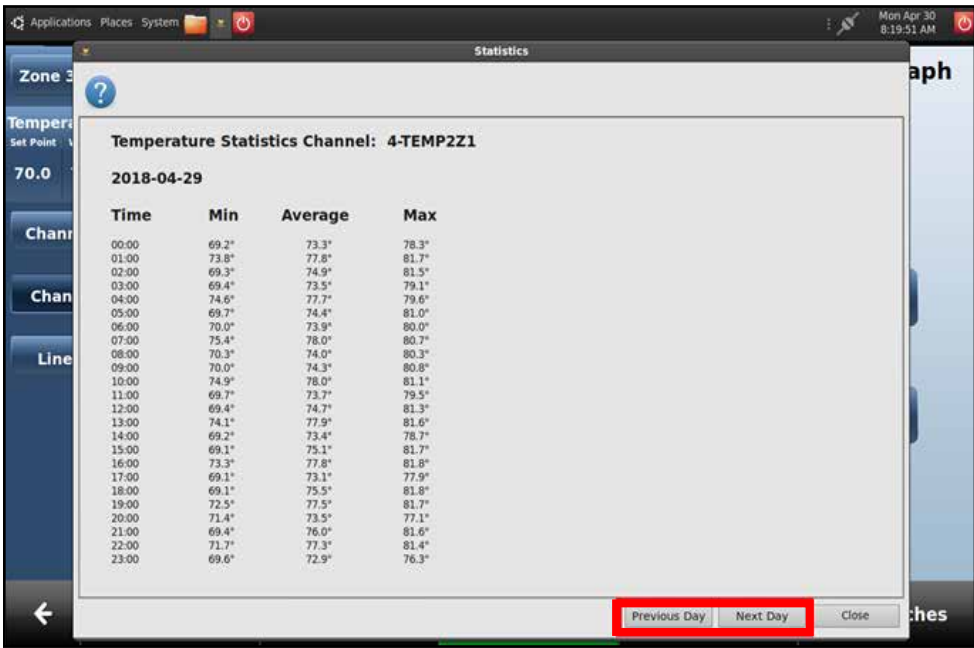 Applications Places System
Mon Apr 30
8:19:51 AM
Statistics
Zone 3
aph
?
Tempera
Set Point
70.0
Temperature Statistics Channel: 4-TEMP2Z1
2018-04-29
Time Min Average Max
00:00 69.2° 73.3° 78.3°
01:00 73.8° 77.8° 81.7°
02:00 69.3° 74.9° 81.5°
03:00 69.4° 73.5° 79.1°
04:00 74.6° 77.7° 79.6°
05:00 69.7° 74.4° 81.0°
06:00 70.0° 73.9° 80.0°
07:00 75.4° 78.0° 80.7°
08:00 70.3° 74.0° 80.3°
09:00 70.0° 74.3° 80.8°
10:00 74.9° 78.0° 81.1°
11:00 69.7° 73.7° 79.5°
12:00 69.4° 74.7° 81.3°
13:00 74.1° 77.9° 81.6°
14:00 69.2° 73.4° 78.7°
15:00 69.1° 75.1° 81.7°
16:00 73.3° 77.8° 81.8°
17:00 69.1° 73.1° 77.9°
18:00 69.1° 75.5° 81.8°
19:00 72.5° 77.5° 81.7°
20:00 71.4° 73.5° 77.1°
21:00 69.4° 76.0° 81.6°
22:00 71.7° 77.3° 81.4°
23:00 69.6° 72.9° 76.3°
Chann
Chan
Line
Previous Day Next Day Close
ches